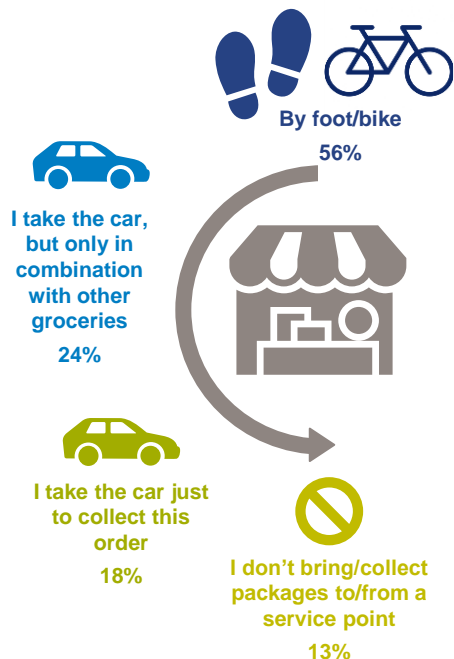 By foot/bike
56%
I take the car,
but only in
combination
with other
groceries
24%
I take the car just
to collect this
order
18%
I don't bring/collect
packages to/from a
service point
13%